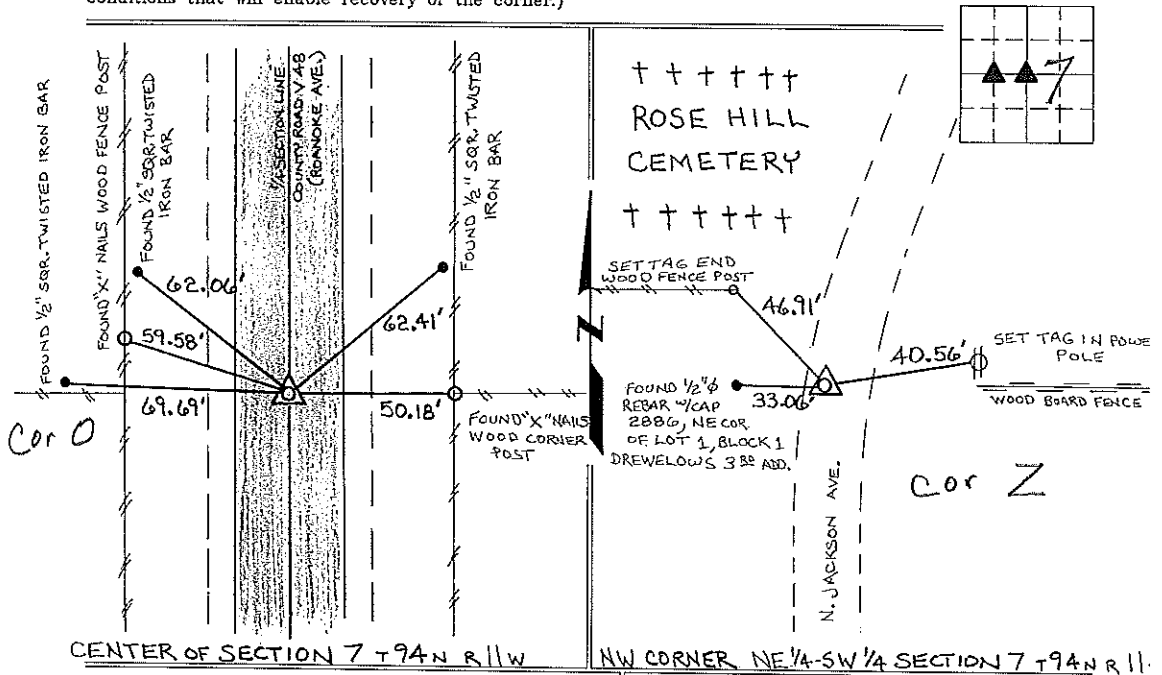 conditions that will enable recovery of the corner.)
FOUND ½" SQR. TWISTED IRON BAR
FOUND "X" NAILS WOOD FENCE POST
FOUND ½" SQR. TWISTED
IRON BAR
¼ SECTION LINE
COUNTY ROAD V-48
(ROANOKE AVE.)
FOUND ½" SQR. TWISTED
IRON BAR
62.06'
62.41'
59.58'
69.69'
50.18'
FOUND "X" NAILS
WOOD CORNER
POST
Cor O
N
CENTER OF SECTION 7 T94N R11W
7
ROSE HILL
CEMETERY
SET TAG END
WOOD FENCE POST
46.91'
40.56'
SET TAG IN POWE
POLE
WOOD BOARD FENCE
FOUND ½"φ
REBAR W/CAP
2886, NE COR
OF LOT 1, BLOCK 1
DREWELOWS 3RD ADD.
33.06'
N. JACKSON AVE.
Cor Z
NW CORNER NE ¼-SW ¼ SECTION 7 T94N R11